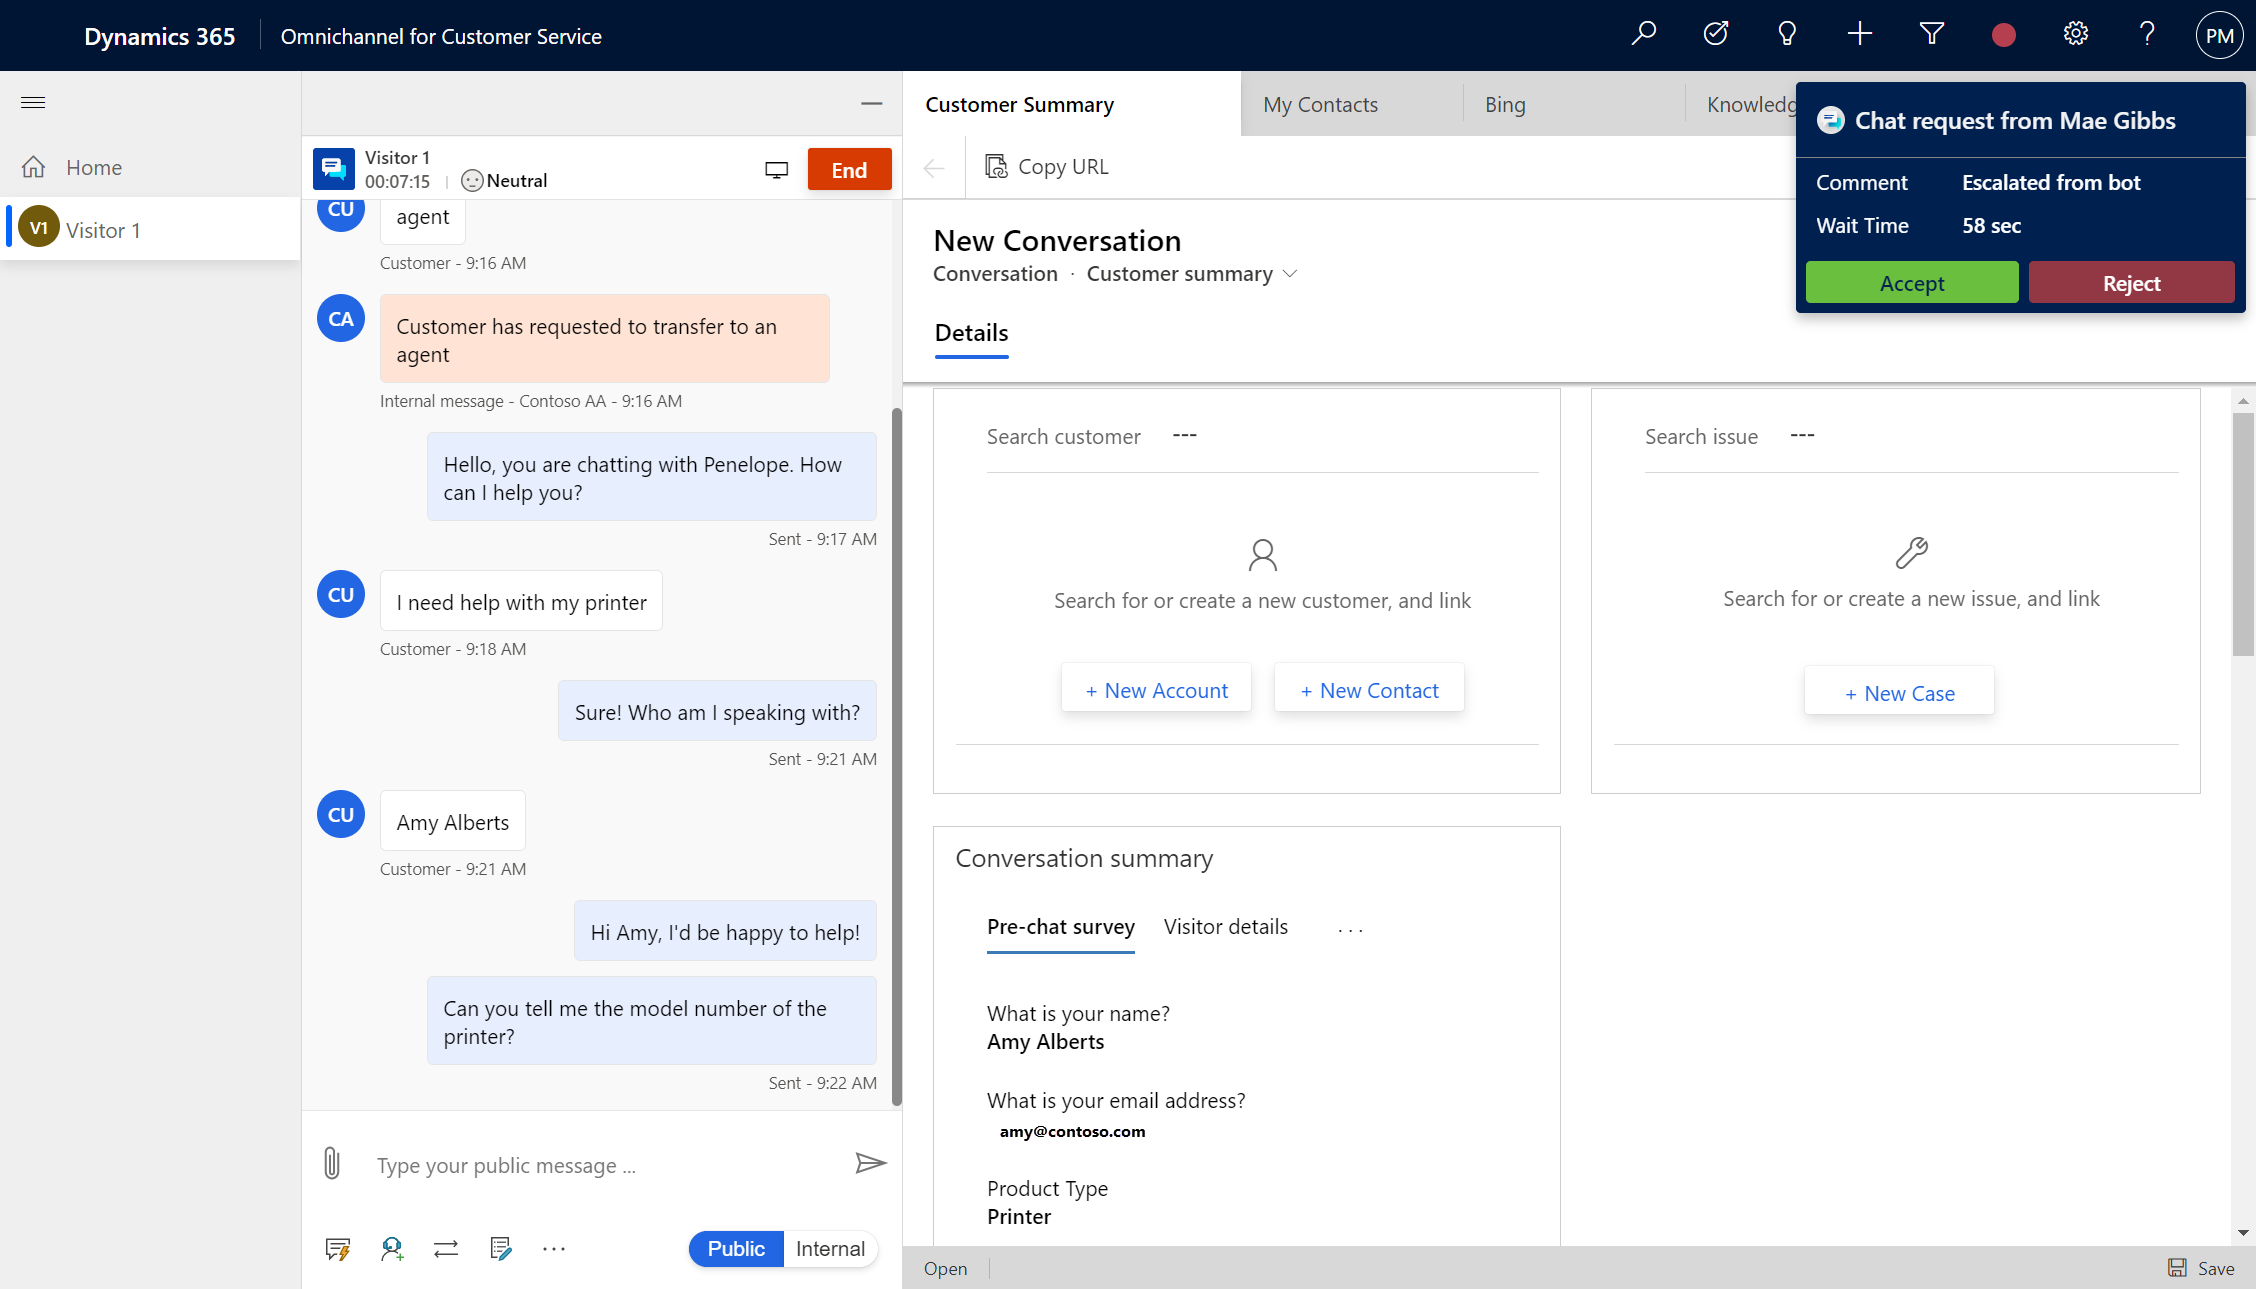 Dynamics 365
Omnichannel for Customer Service
PM
Home
V1
Visitor 1
Visitor 1
00:07:15
Neutral
End
CU
agent
Customer - 9:16 AM
CA
Customer has requested to transfer to an
agent
Internal message - Contoso AA - 9:16 AM
Hello, you are chatting with Penelope. How
can I help you?
Sent - 9:17 AM
CU
I need help with my printer
Customer - 9:18 AM
Sure! Who am I speaking with?
Sent - 9:21 AM
CU
Amy Alberts
Customer - 9:21 AM
Hi Amy, I'd be happy to help!
Can you tell me the model number of the
printer?
Sent - 9:22 AM
Type your public message ...
Public
Internal
Customer Summary
My Contacts
Bing
Knowledg
Copy URL
New Conversation
Conversation · Customer summary
Details
Search customer ---
Search for or create a new customer, and link
+ New Account
+ New Contact
Search issue ---
Search for or create a new issue, and link
+ New Case
Conversation summary
Pre-chat survey
Visitor details
...
What is your name?
Amy Alberts
What is your email address?
amy@contoso.com
Product Type
Printer
Open
Save
Chat request from Mae Gibbs
Comment Escalated from bot
Wait Time 58 sec
Accept
Reject